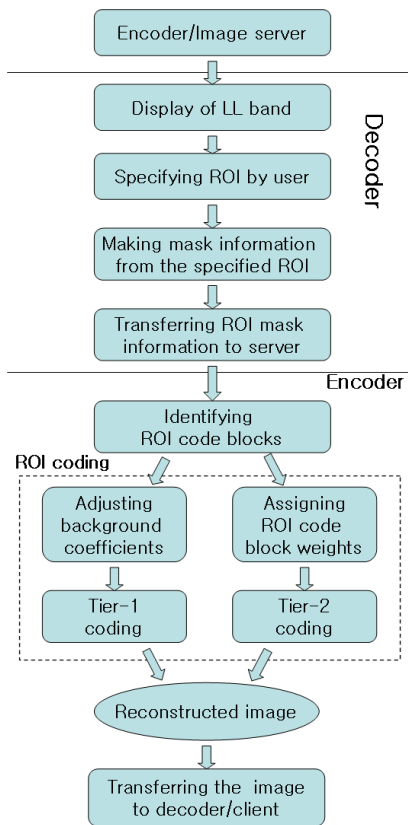 Encoder/Image server
Display of LL band
Decoder
Specifying ROI by user
Making mask information
from the specified ROI
Transferring ROI mask
information to server
Encoder
Identifying
ROI code blocks
ROI coding
Adjusting
background
coefficients
Assigning
ROI code
block weights
Tier-1
coding
Tier-2
coding
Reconstructed image
Transferring the image
to decoder/client